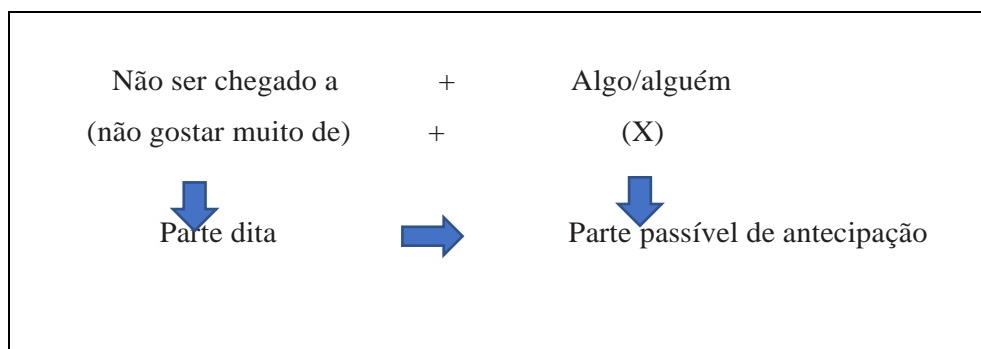 Não ser chegado a + Algo/alguém
(não gostar muito de) + (X)
Parte dita Parte passível de antecipação